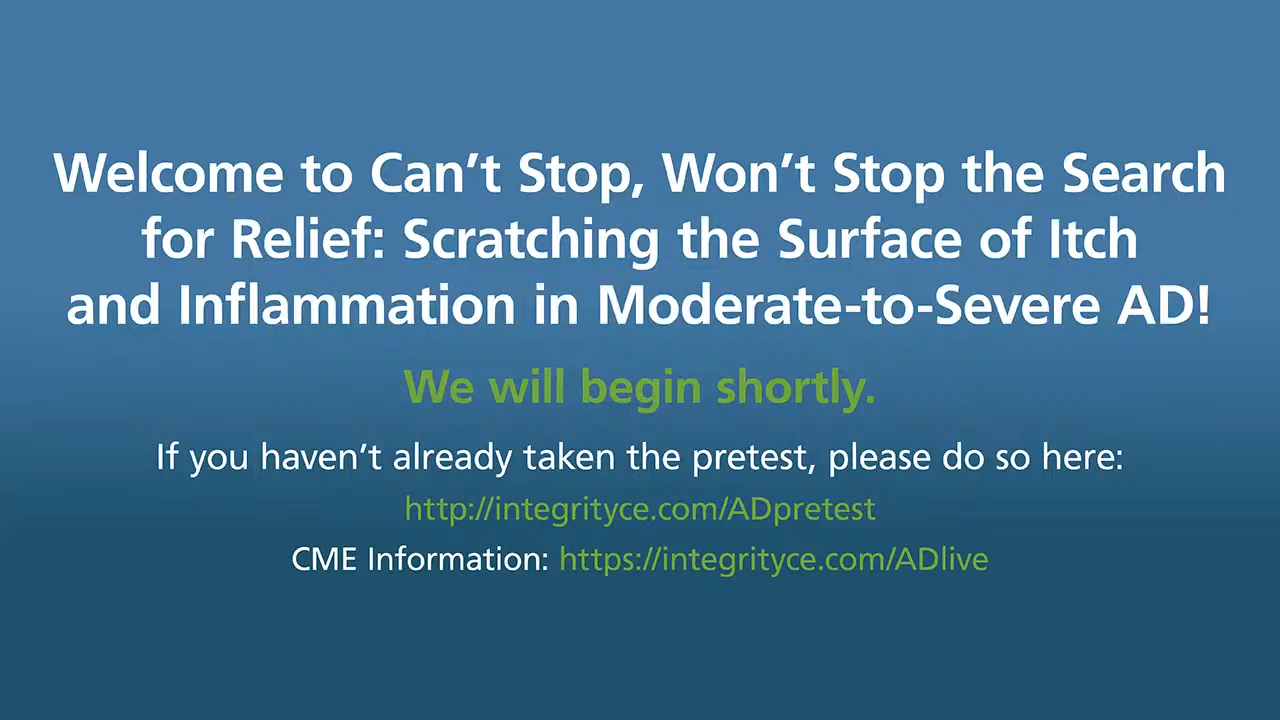 Welcome to Can’t Stop, Won’t Stop the Search
for Relief: Scratching the Surface of Itch
and Inflammation in Moderate-to-Severe AD!
We will begin shortly.
If you haven’t already taken the pretest, please do so here:
http://integrityce.com/ADpretest
CME Information: https://integrityce.com/ADlive